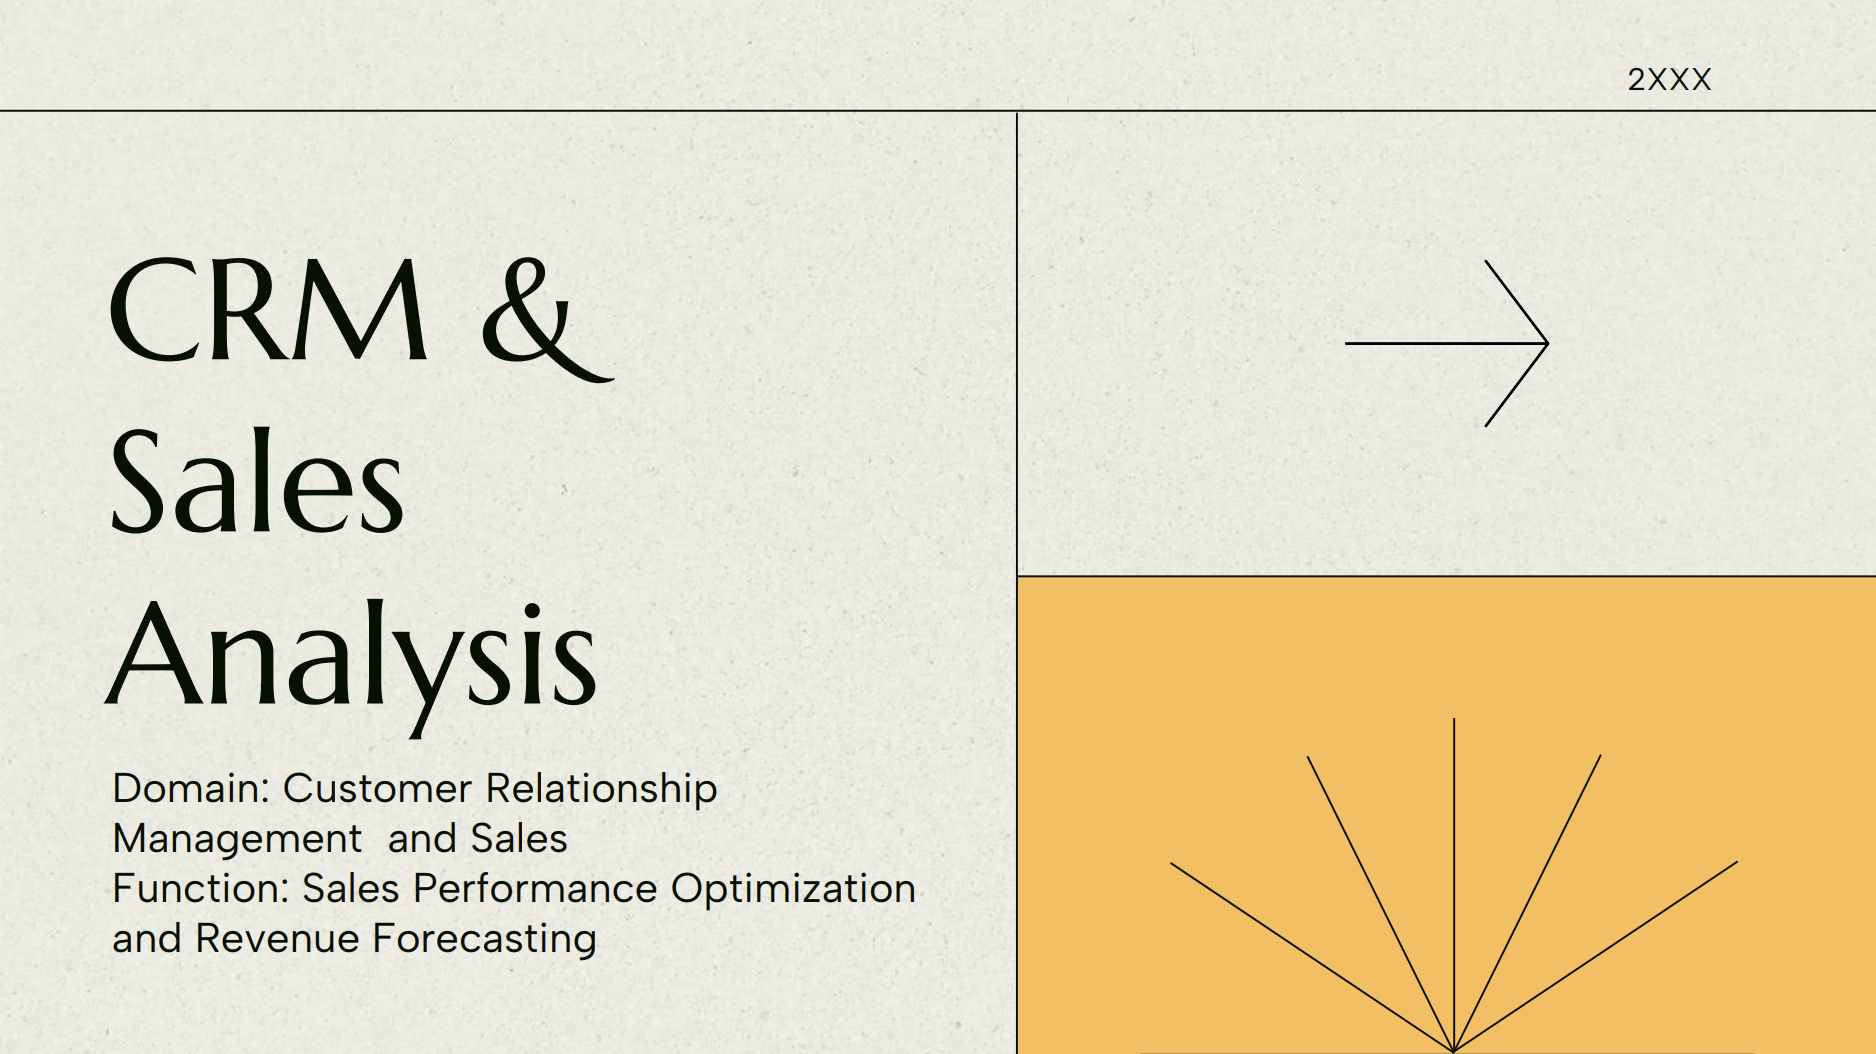 2XXX
CRM &
Sales
Analysis
Domain: Customer Relationship
Management  and Sales
Function: Sales Performance Optimization
and Revenue Forecasting